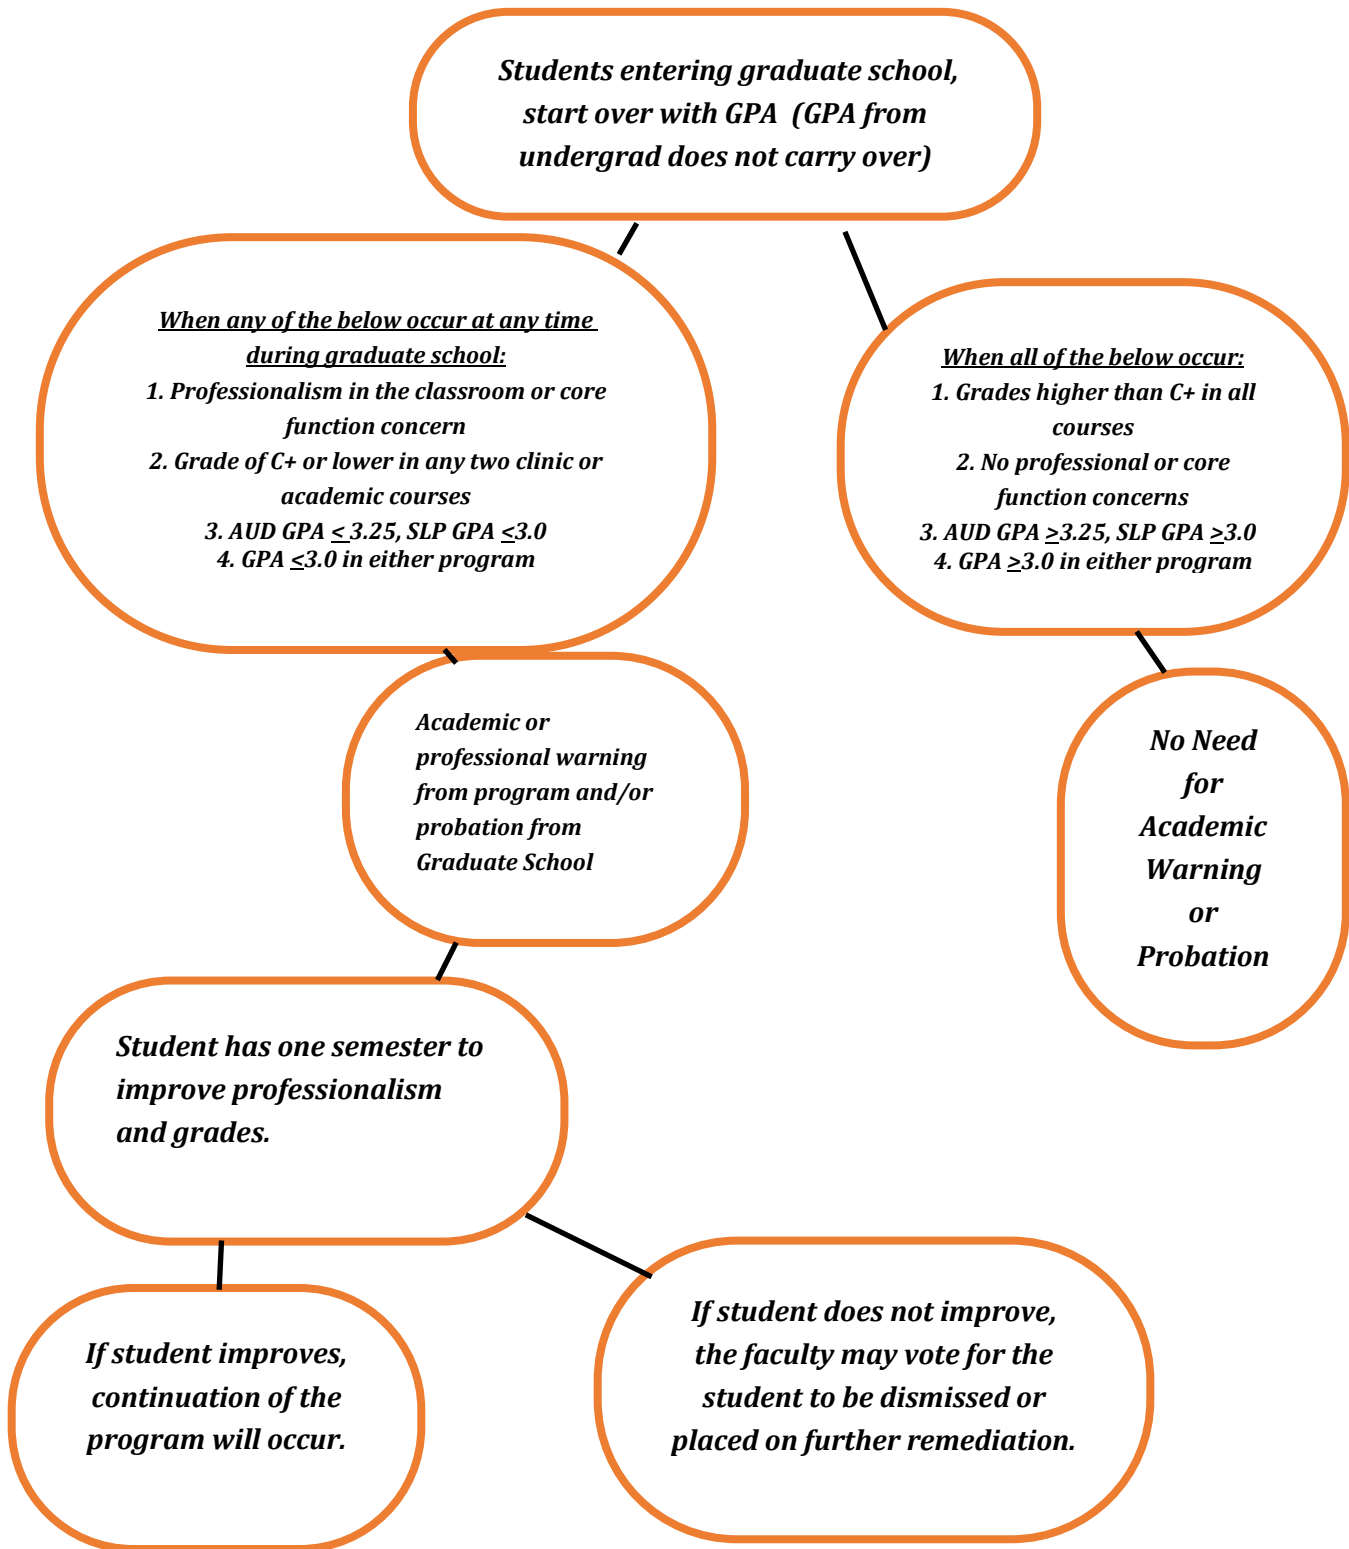 Students entering graduate school,
start over with GPA (GPA from
undergrad does not carry over)
When any of the below occur at any time
during graduate school:
1. Professionalism in the classroom or core
function concern
2. Grade of C+ or lower in any two clinic or
academic courses
3. AUD GPA ≤ 3.25, SLP GPA ≤3.0
4. GPA ≤3.0 in either program
When all of the below occur:
1. Grades higher than C+ in all
courses
2. No professional or core
function concerns
3. AUD GPA ≥3.25, SLP GPA ≥3.0
4. GPA ≥3.0 in either program
Academic or
professional warning
from program and/or
probation from
Graduate School
No Need
for
Academic
Warning
or
Probation
Student has one semester to
improve professionalism
and grades.
If student improves,
continuation of the
program will occur.
If student does not improve,
the faculty may vote for the
student to be dismissed or
placed on further remediation.